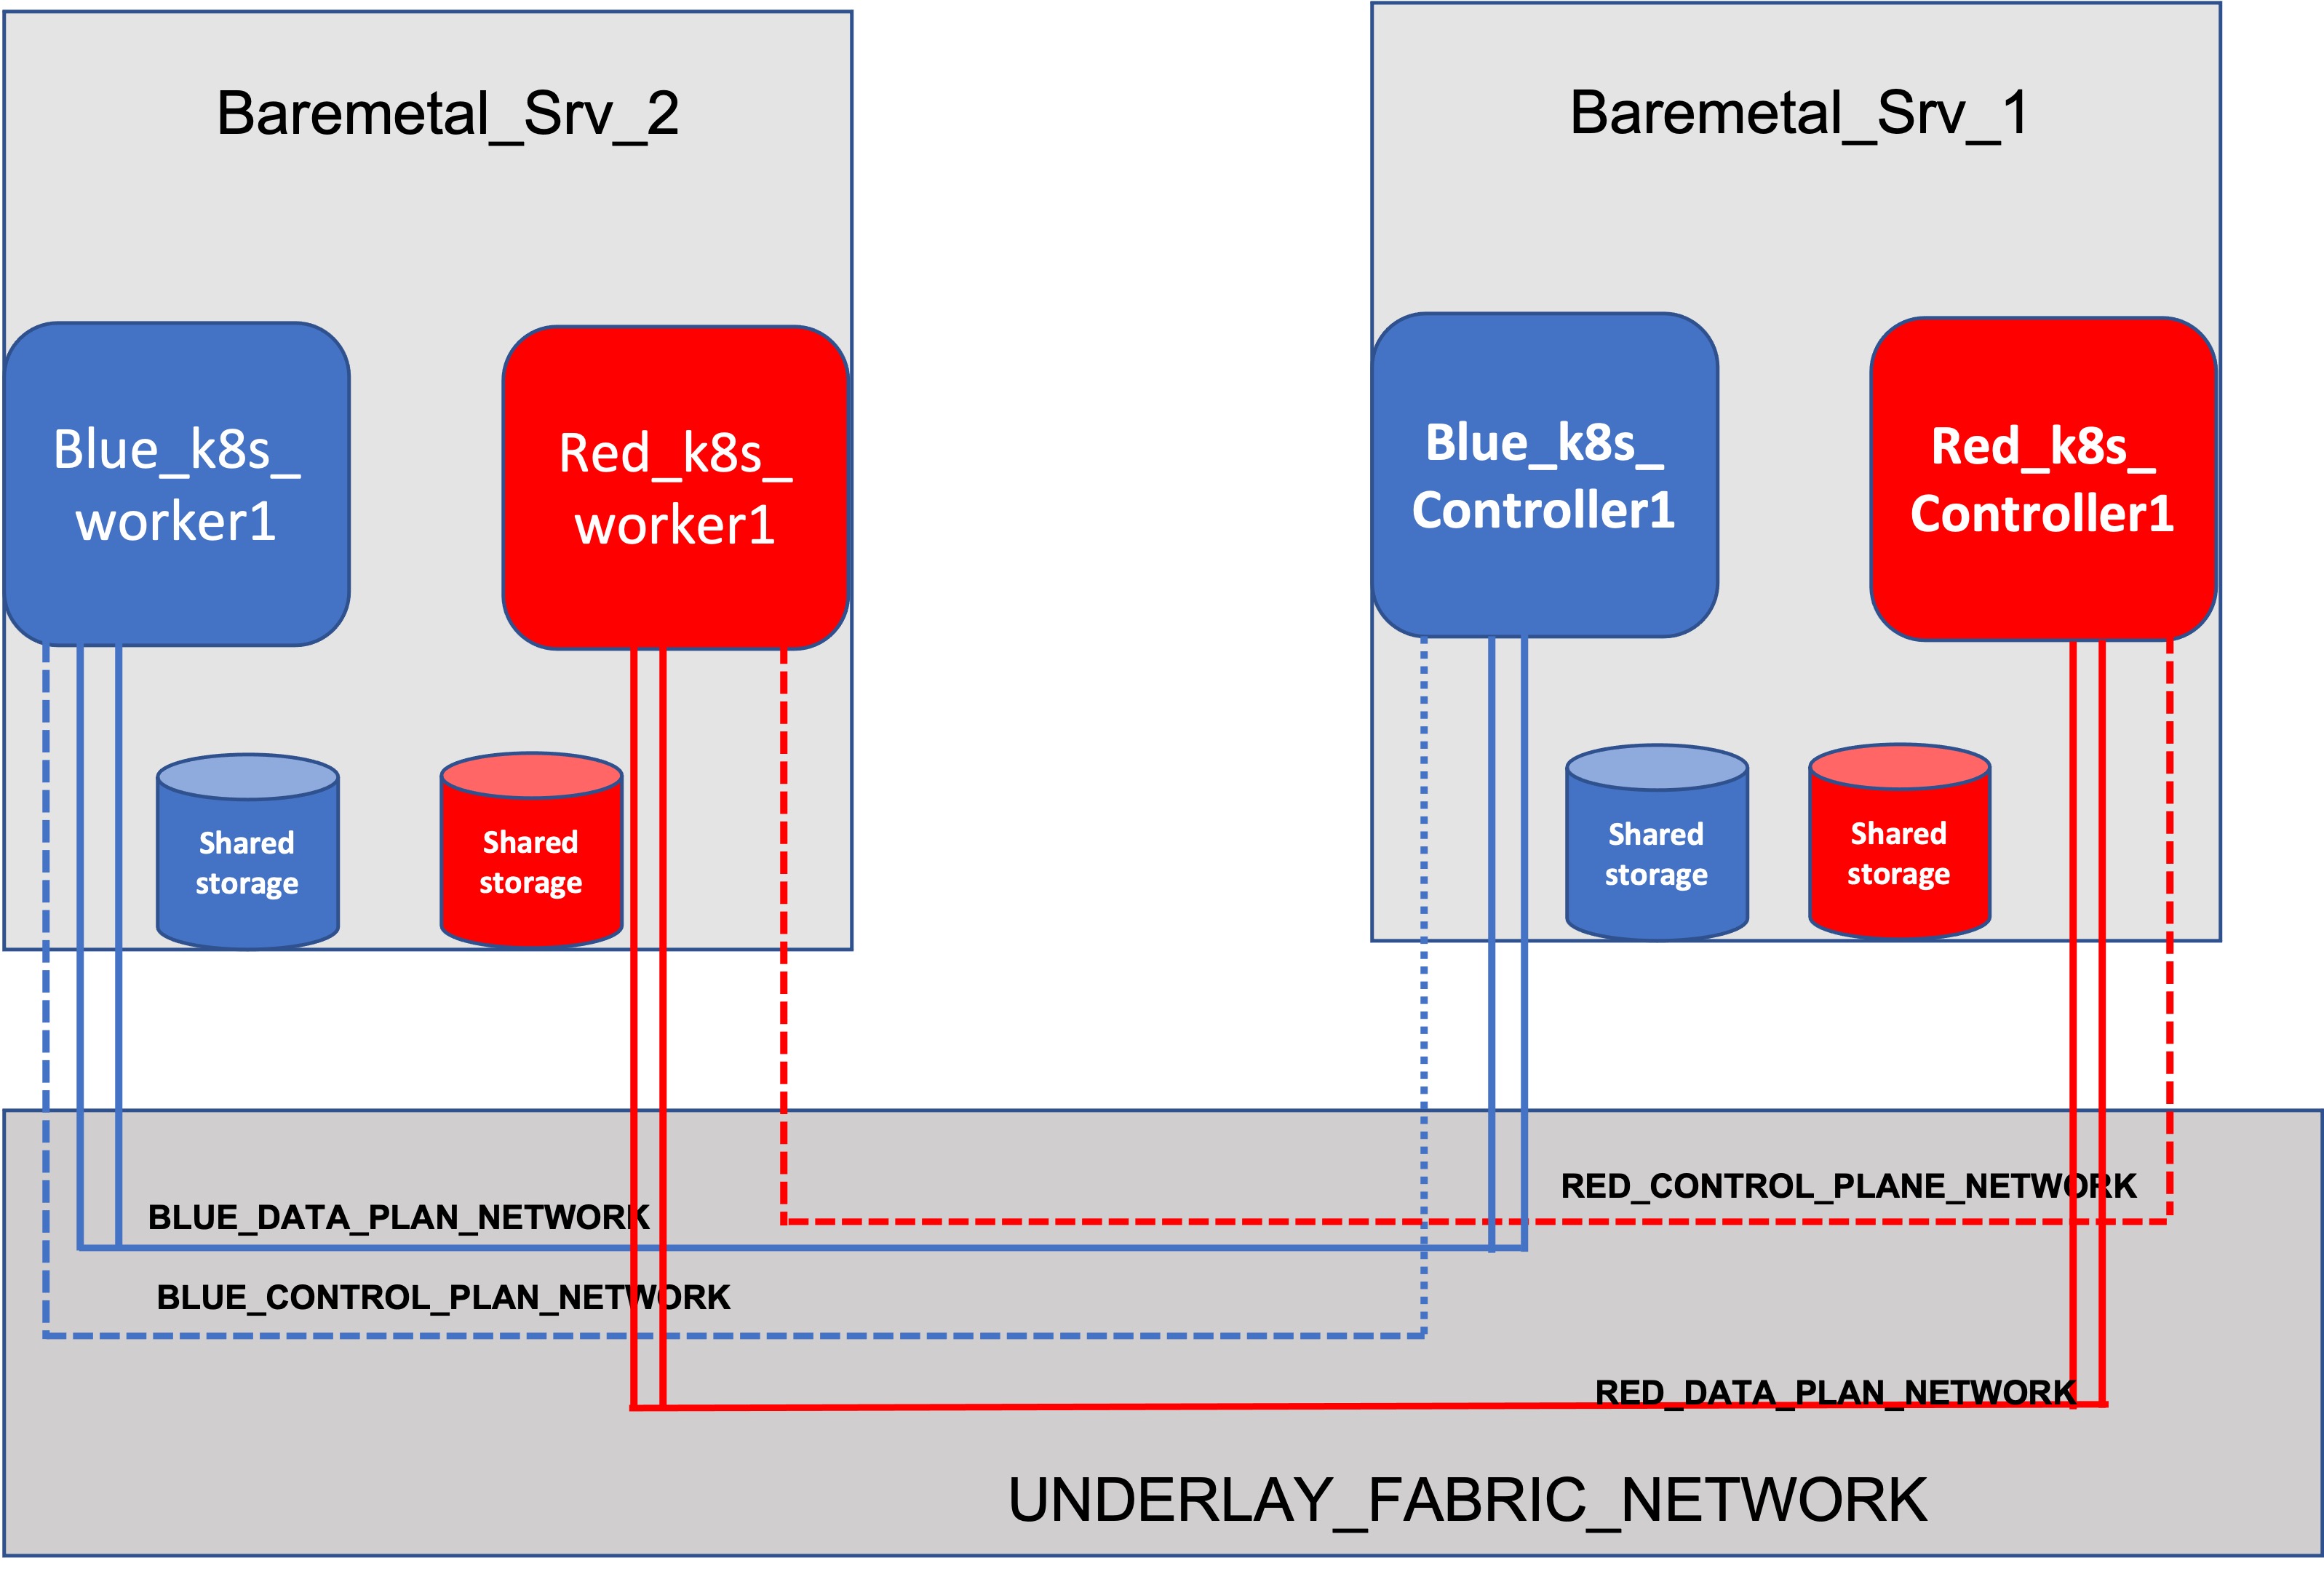 Baremetal_Srv_2
Baremetal_Srv_1
Blue_k8s_
worker1
Red_k8s_
worker1
Blue_k8s_
Controller1
Red_k8s_
Controller1
Shared
storage
Shared
storage
Shared
storage
Shared
storage
RED_CONTROL_PLANE_NETWORK
BLUE_DATA_PLAN_NETWORK
BLUE_CONTROL_PLAN_NETWORK
RED_DATA_PLAN_NETWORK
UNDERLAY_FABRIC_NETWORK